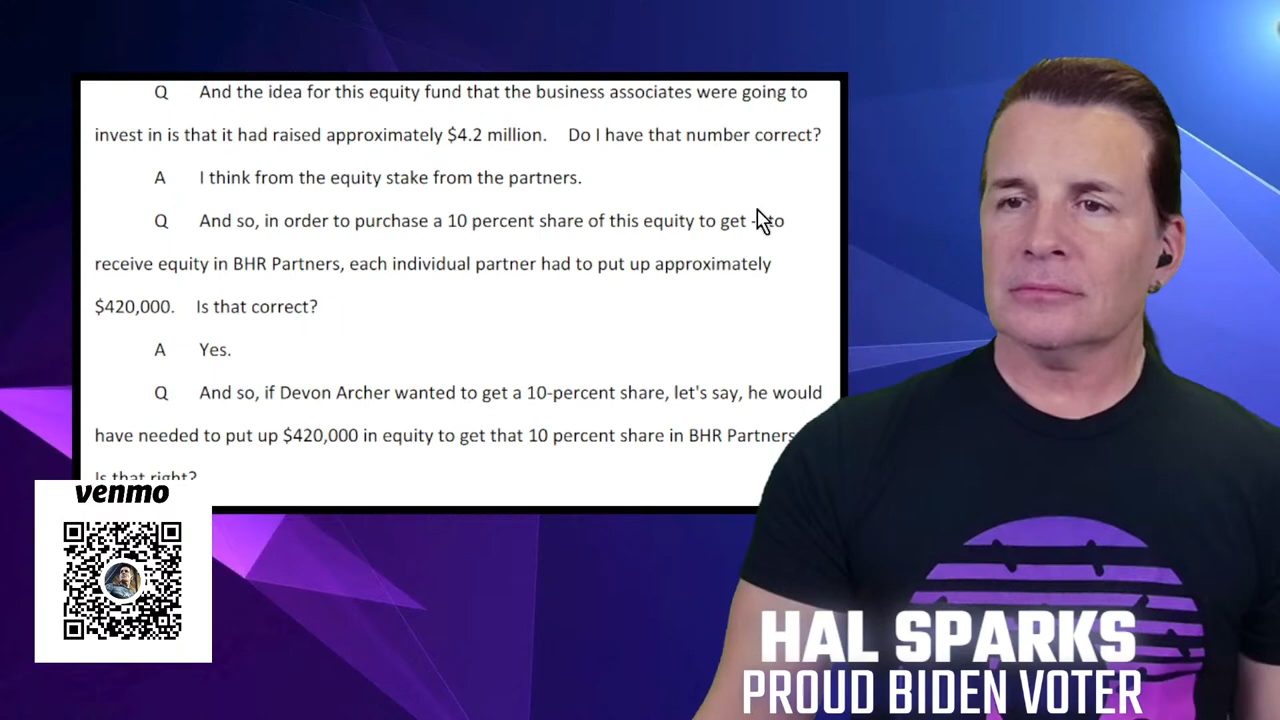 Q And the idea for this equity fund that the business associates were going to
invest in is that it had raised approximately $4.2 million. Do I have that number correct?
A I think from the equity stake from the partners.
Q And so, in order to purchase a 10 percent share of this equity to get - to
receive equity in BHR Partners, each individual partner had to put up approximately
$420,000. Is that correct?
A Yes.
Q And so, if Devon Archer wanted to get a 10-percent share, let's say, he would
have needed to put up $420,000 in equity to get that 10 percent share in BHR Partners
Is that right?
venmo
HAL SPARKS
PROUD BIDEN VOTER